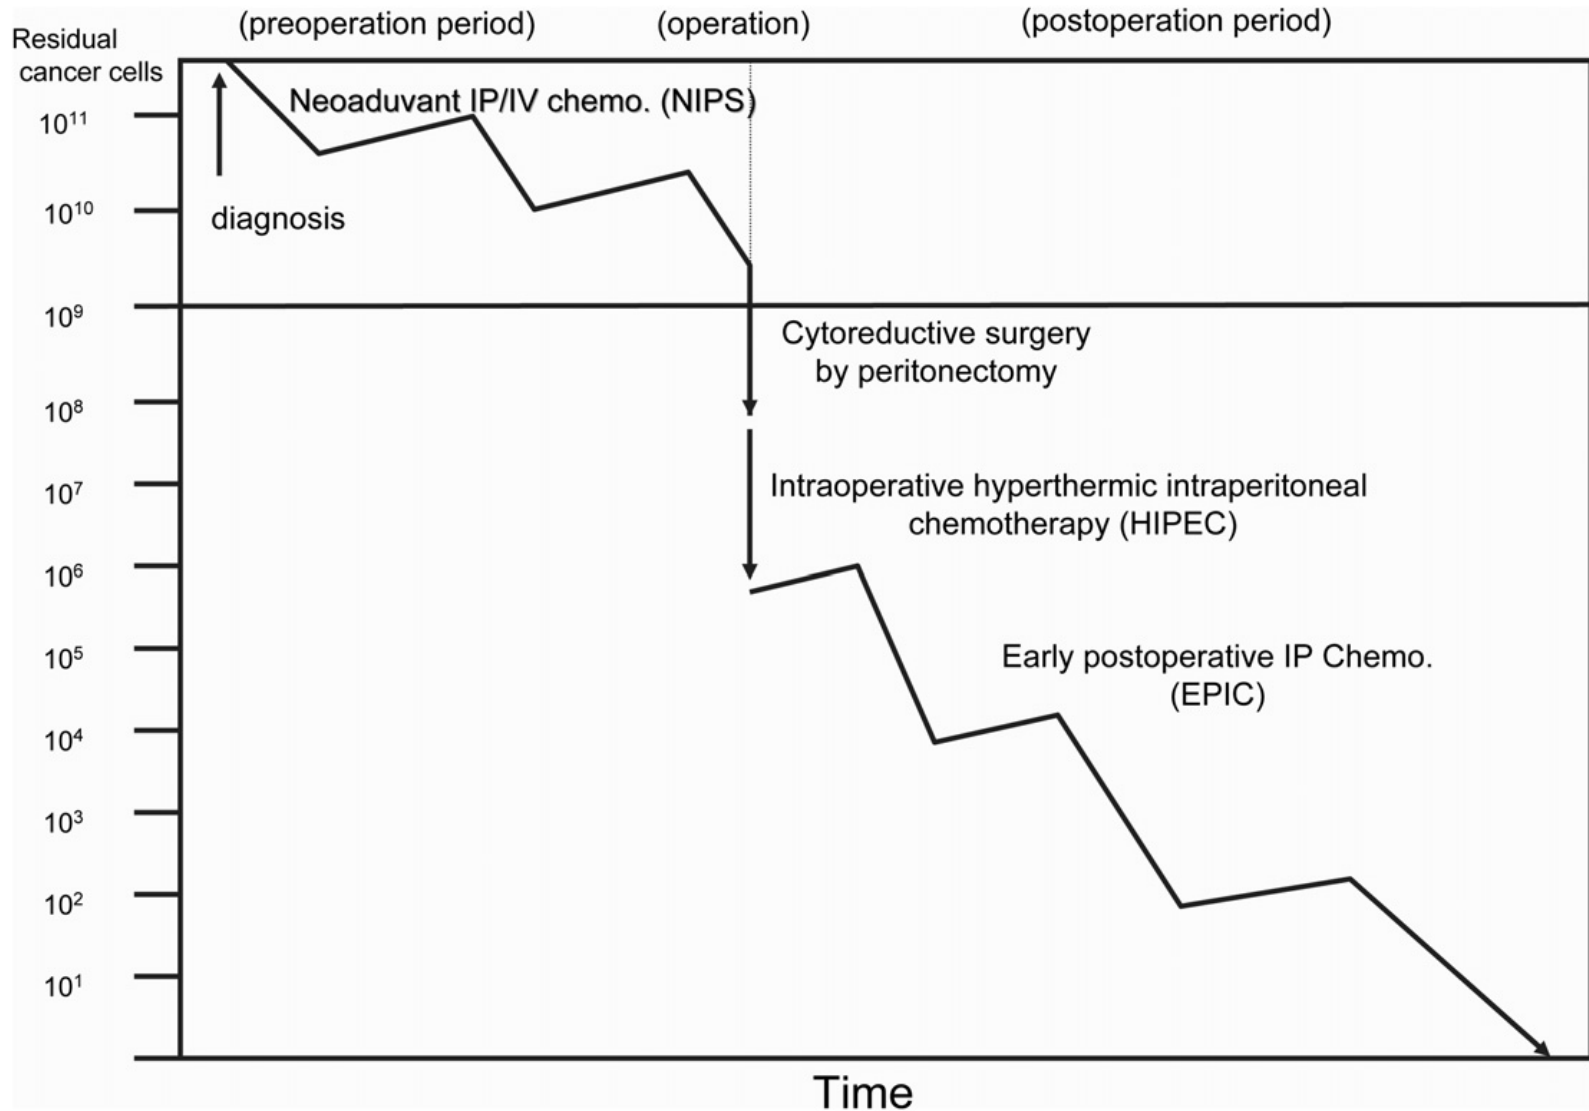 (preoperation period) (operation) (postoperation period)
Residual
cancer cells
Neoaduvant IP/IV chemo. (NIPS)
10¹¹
10¹⁰
diagnosis
10⁹
Cytoreductive surgery
by peritonectomy
10⁸
10⁷
Intraoperative hyperthermic intraperitoneal
chemotherapy (HIPEC)
10⁶
10⁵
Early postoperative IP Chemo.
(EPIC)
10⁴
10³
10²
10¹
Time